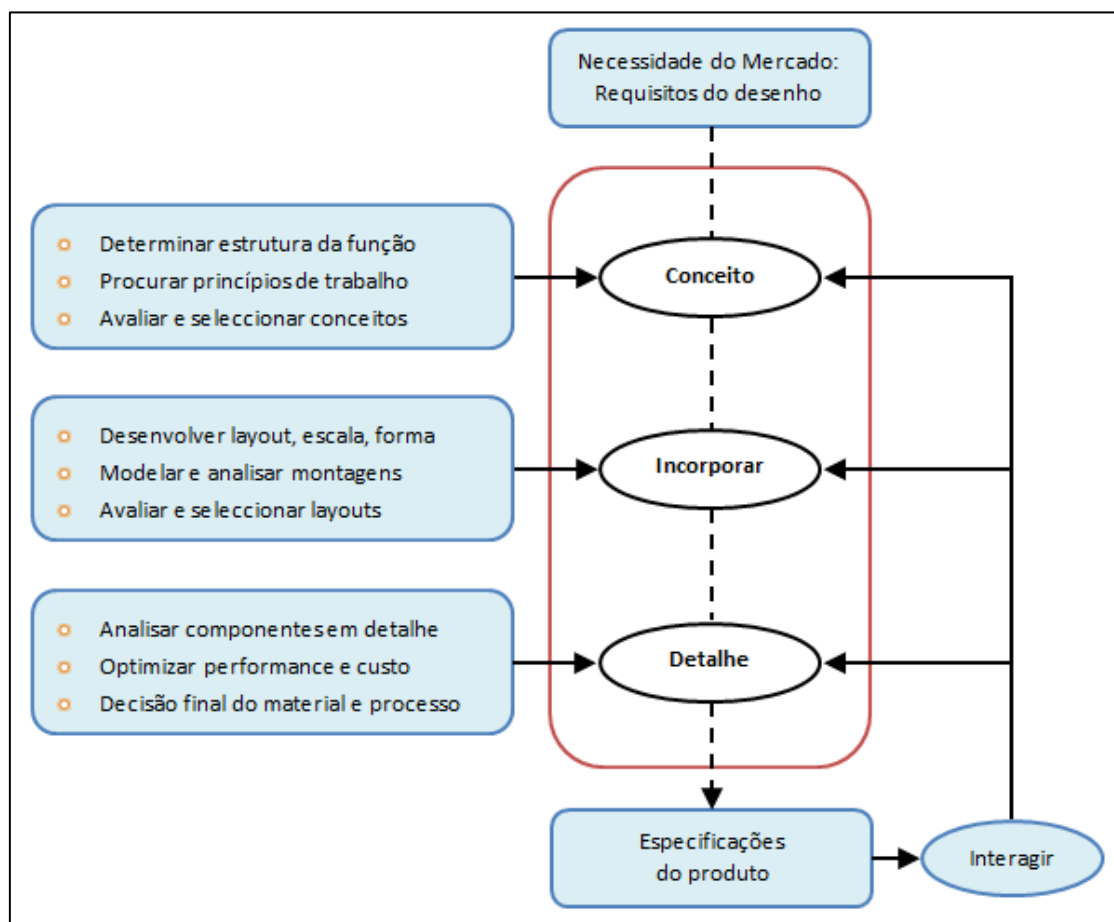 Necessidade do Mercado:
Requisitos do desenho
Determinar estrutura da função
Procurar princípios de trabalho
Avaliar e seleccionar conceitos
Conceito
Desenvolver layout, escala, forma
Modelar e analisar montagens
Avaliar e seleccionar layouts
Incorporar
Analisar componentes em detalhe
Optimizar performance e custo
Decisão final do material e processo
Detalhe
Especificações
do produto
Interagir